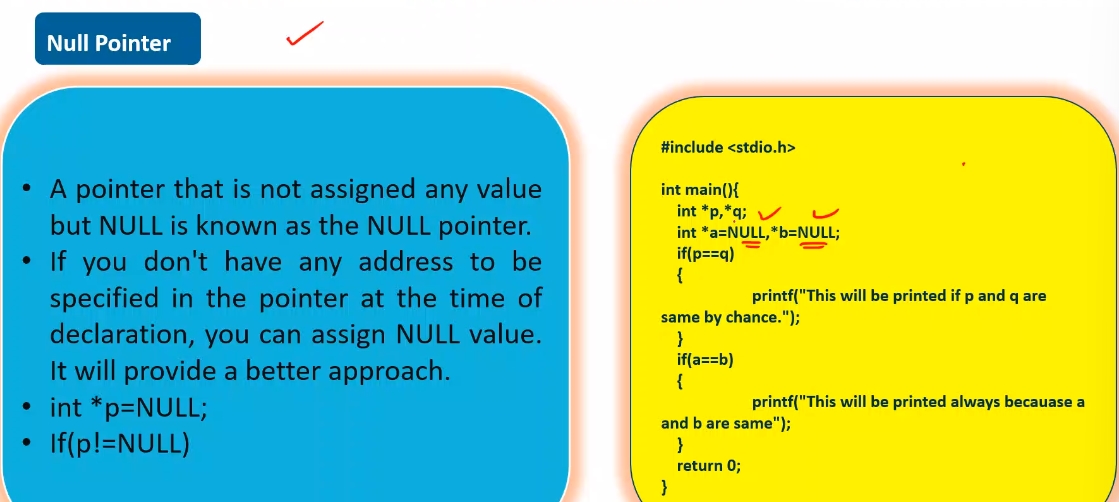 Null Pointer
• A pointer that is not assigned any value
but NULL is known as the NULL pointer.
• If you don't have any address to be
specified in the pointer at the time of
declaration, you can assign NULL value.
It will provide a better approach.
• int *p=NULL;
• If(p!=NULL)
#include <stdio.h>
int main(){
int *p,*q;
int *a=NULL,*b=NULL;
if(p==q)
{
printf("This will be printed if p and q are
same by chance.");
}
if(a==b)
{
printf("This will be printed always becauase a
and b are same");
}
return 0;
}